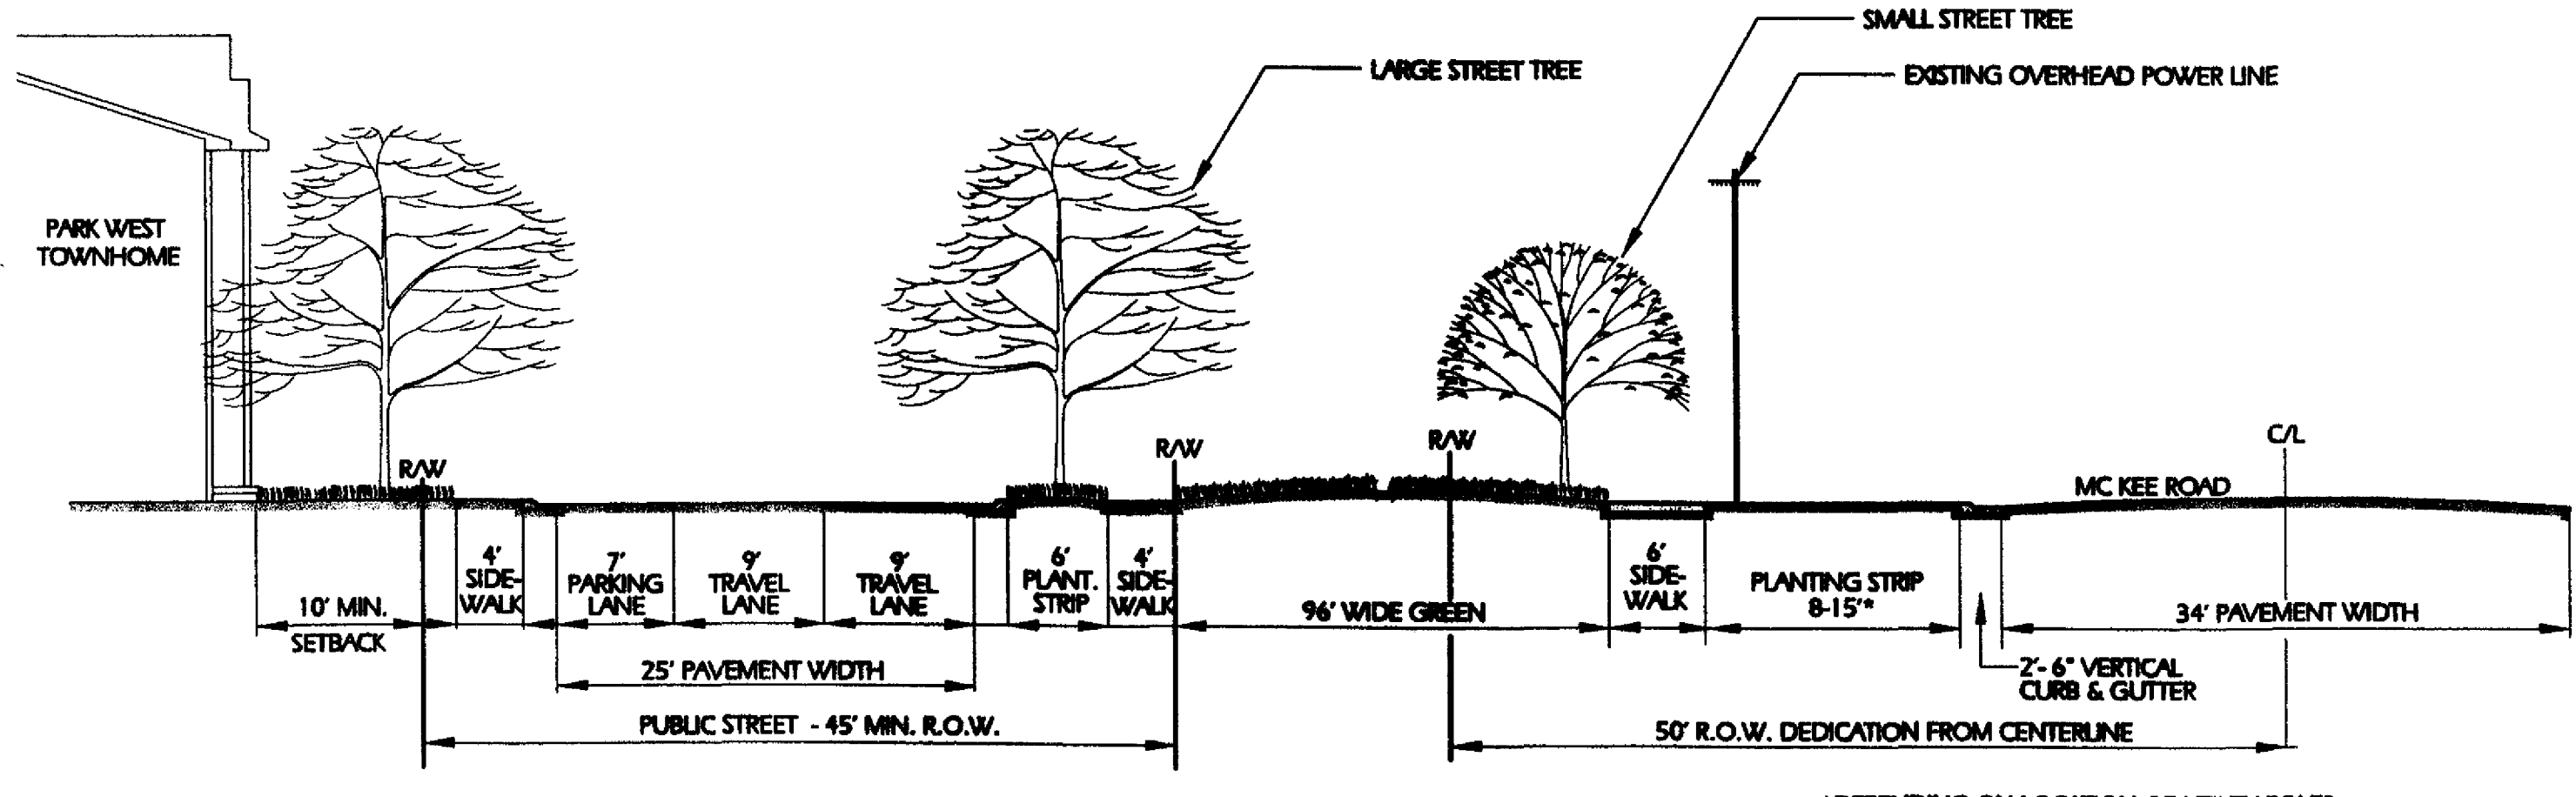 SMALL STREET TREE
LARGE STREET TREE
EXISTING OVERHEAD POWER LINE
PARK WEST
TOWNHOME
R/W
R/W
R/W
C/L
MC KEE ROAD
10' MIN.
SETBACK
4'
SIDE-
WALK
7'
PARKING
LANE
9'
TRAVEL
LANE
9'
TRAVEL
LANE
6'
PLANT.
STRIP
4'
SIDE-
WALK
96' WIDE GREEN
6'
SIDE-
WALK
PLANTING STRIP
8-15'*
34' PAVEMENT WIDTH
25' PAVEMENT WIDTH
2'- 6" VERTICAL
CURB & GUTTER
PUBLIC STREET - 45' MIN. R.O.W.
50' R.O.W. DEDICATION FROM CENTERLINE